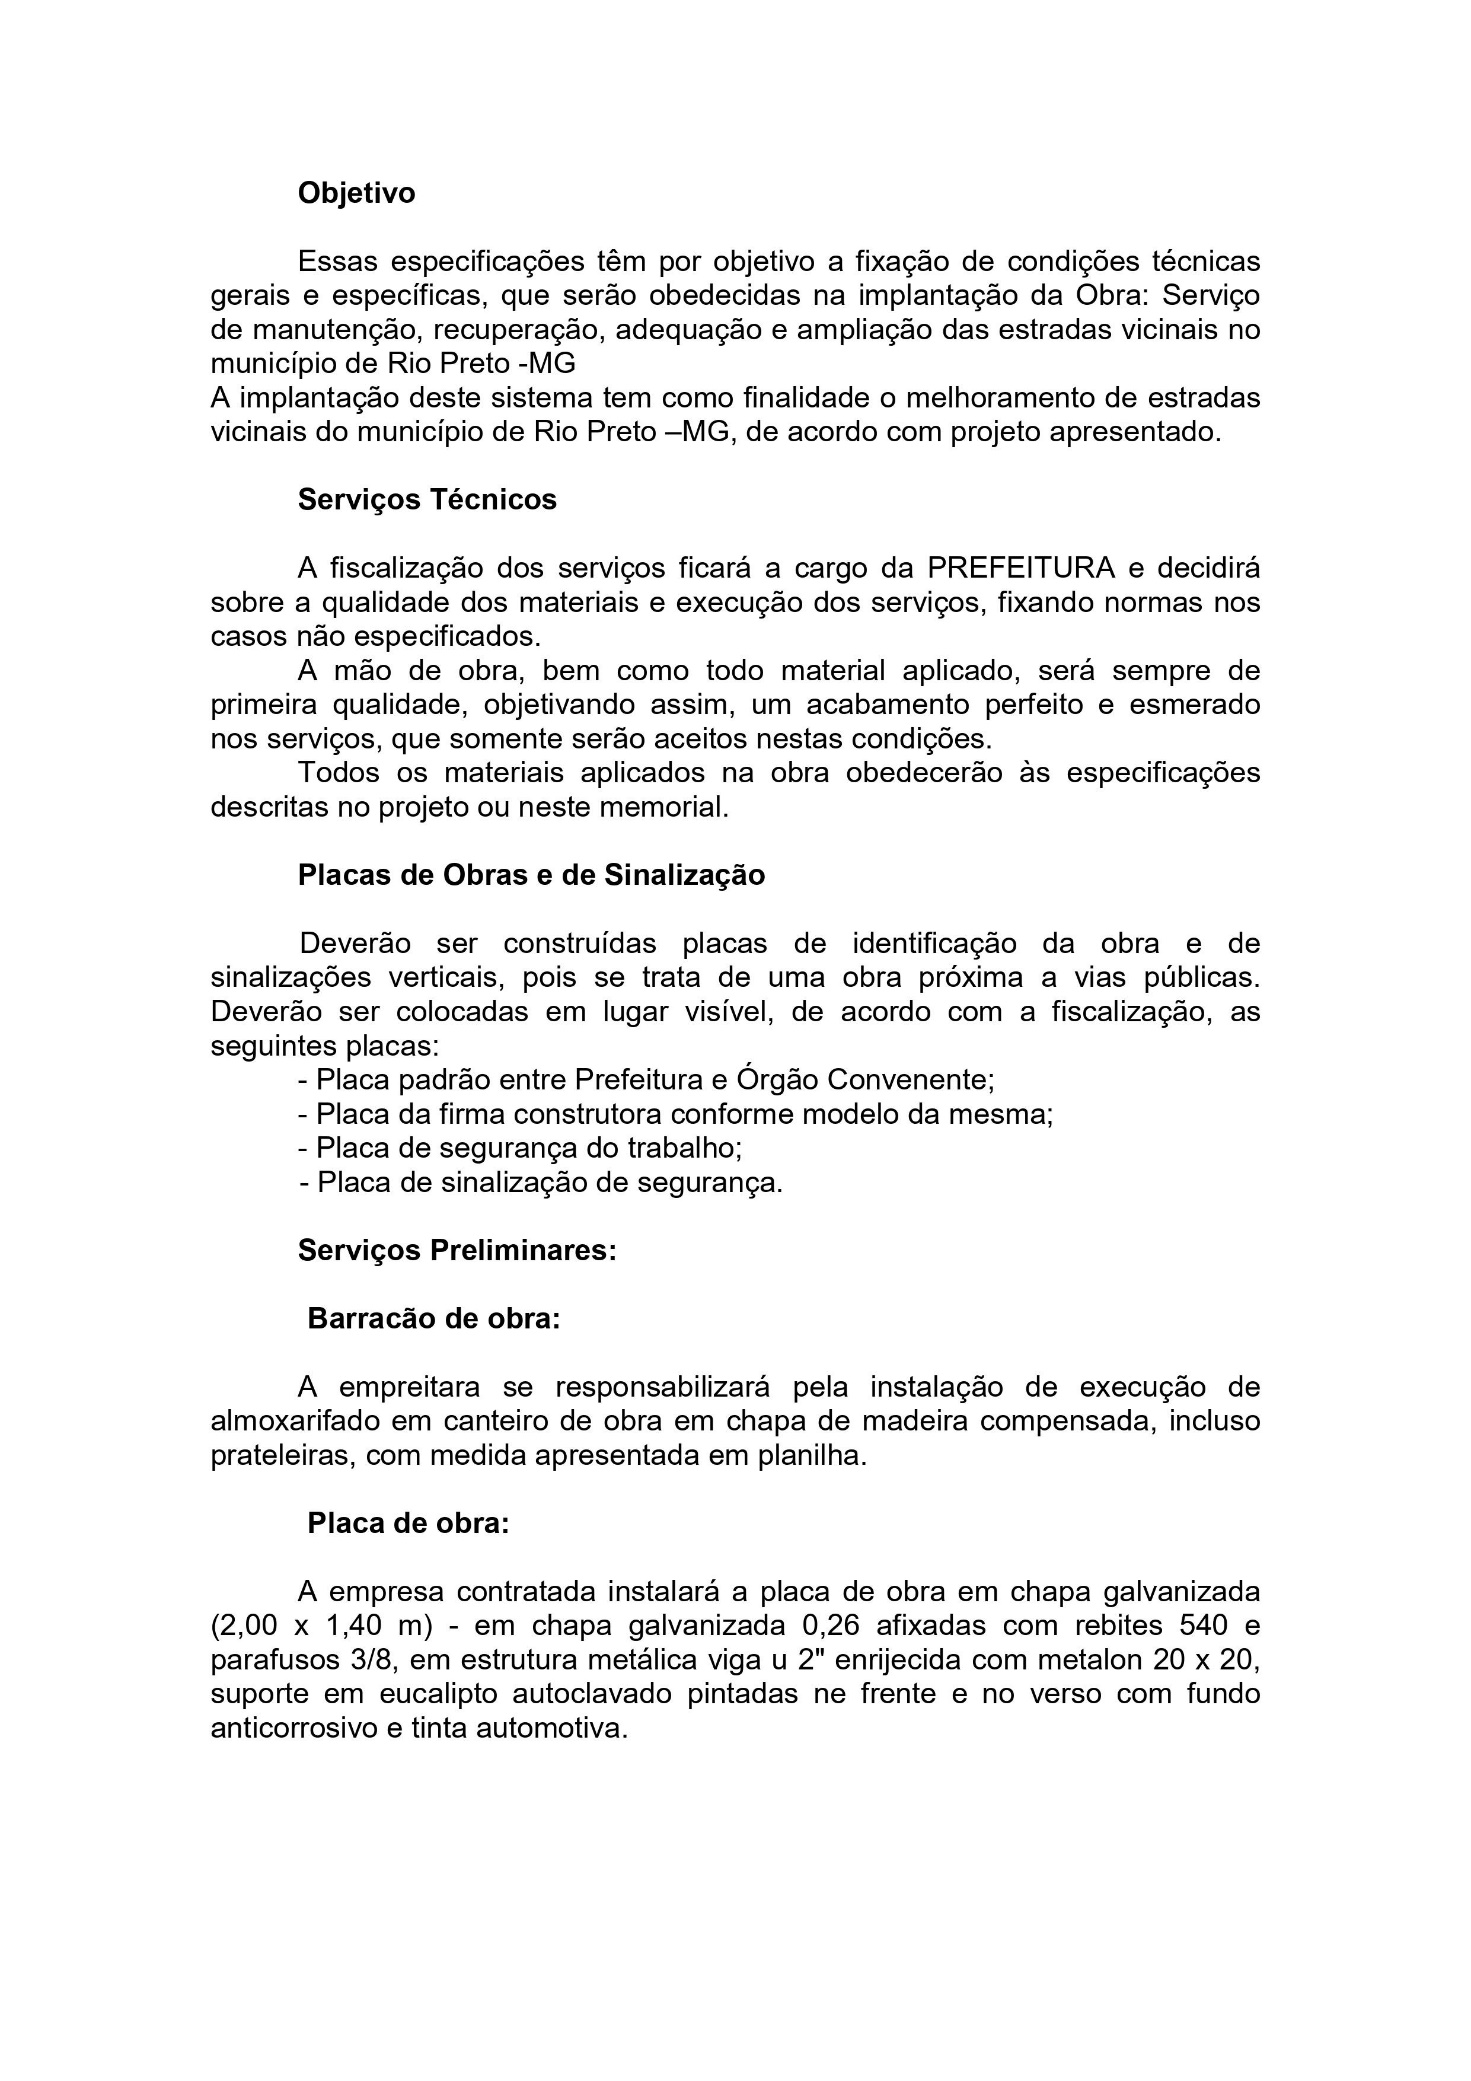 Objetivo
Essas especificações têm por objetivo a fixação de condições técnicas
gerais e específicas, que serão obedecidas na implantação da Obra: Serviço
de manutenção, recuperação, adequação e ampliação das estradas vicinais no
município de Rio Preto -MG
A implantação deste sistema tem como finalidade o melhoramento de estradas
vicinais do município de Rio Preto –MG, de acordo com projeto apresentado.
Serviços Técnicos
A fiscalização dos serviços ficará a cargo da PREFEITURA e decidirá
sobre a qualidade dos materiais e execução dos serviços, fixando normas nos
casos não especificados.
A mão de obra, bem como todo material aplicado, será sempre de
primeira qualidade, objetivando assim, um acabamento perfeito e esmerado
nos serviços, que somente serão aceitos nestas condições.
Todos os materiais aplicados na obra obedecerão às especificações
descritas no projeto ou neste memorial.
Placas de Obras e de Sinalização
Deverão ser construídas placas de identificação da obra e de
sinalizações verticais, pois se trata de uma obra próxima a vias públicas.
Deverão ser colocadas em lugar visível, de acordo com a fiscalização, as
seguintes placas:
- Placa padrão entre Prefeitura e Órgão Convenente;
- Placa da firma construtora conforme modelo da mesma;
- Placa de segurança do trabalho;
- Placa de sinalização de segurança.
Serviços Preliminares:
Barracão de obra:
A empreitara se responsabilizará pela instalação de execução de
almoxarifado em canteiro de obra em chapa de madeira compensada, incluso
prateleiras, com medida apresentada em planilha.
Placa de obra:
A empresa contratada instalará a placa de obra em chapa galvanizada
(2,00 x 1,40 m) - em chapa galvanizada 0,26 afixadas com rebites 540 e
parafusos 3/8, em estrutura metálica viga u 2" enrijecida com metalon 20 x 20,
suporte em eucalipto autoclavado pintadas ne frente e no verso com fundo
anticorrosivo e tinta automotiva.